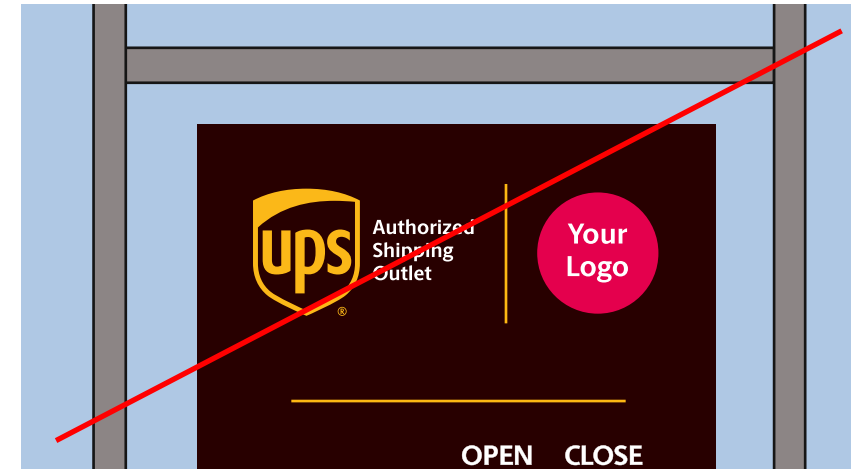 ups
®
Authorized
Shipping
Outlet
Your
Logo
OPEN CLOSE